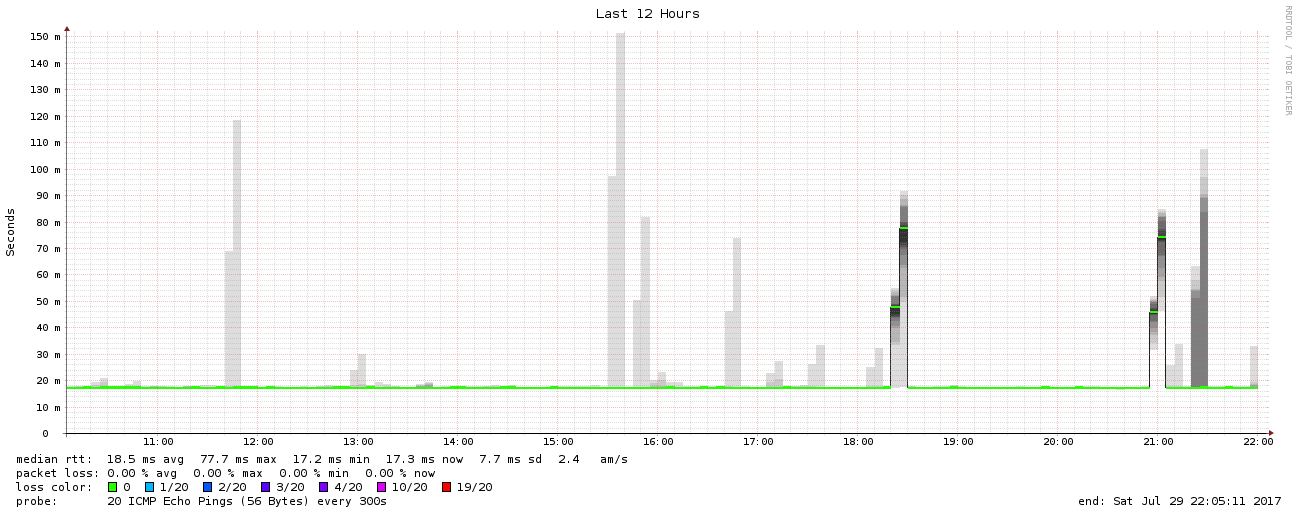 Last 12 Hours
RRDTOOL / TOBI OETIKER
Seconds
150 m
140 m
130 m
120 m
110 m
100 m
90 m
80 m
70 m
60 m
50 m
40 m
30 m
20 m
10 m
0
11:00 12:00 13:00 14:00 15:00 16:00 17:00 18:00 19:00 20:00 21:00 22:00
median rtt: 18.5 ms avg 77.7 ms max 17.2 ms min 17.3 ms now 7.7 ms sd 2.4 am/s
packet loss: 0.00 % avg 0.00 % max 0.00 % min 0.00 % now
loss color: 0 1/20 2/20 3/20 4/20 10/20 19/20
probe: 20 ICMP Echo Pings (56 Bytes) every 300s end: Sat Jul 29 22:05:11 2017